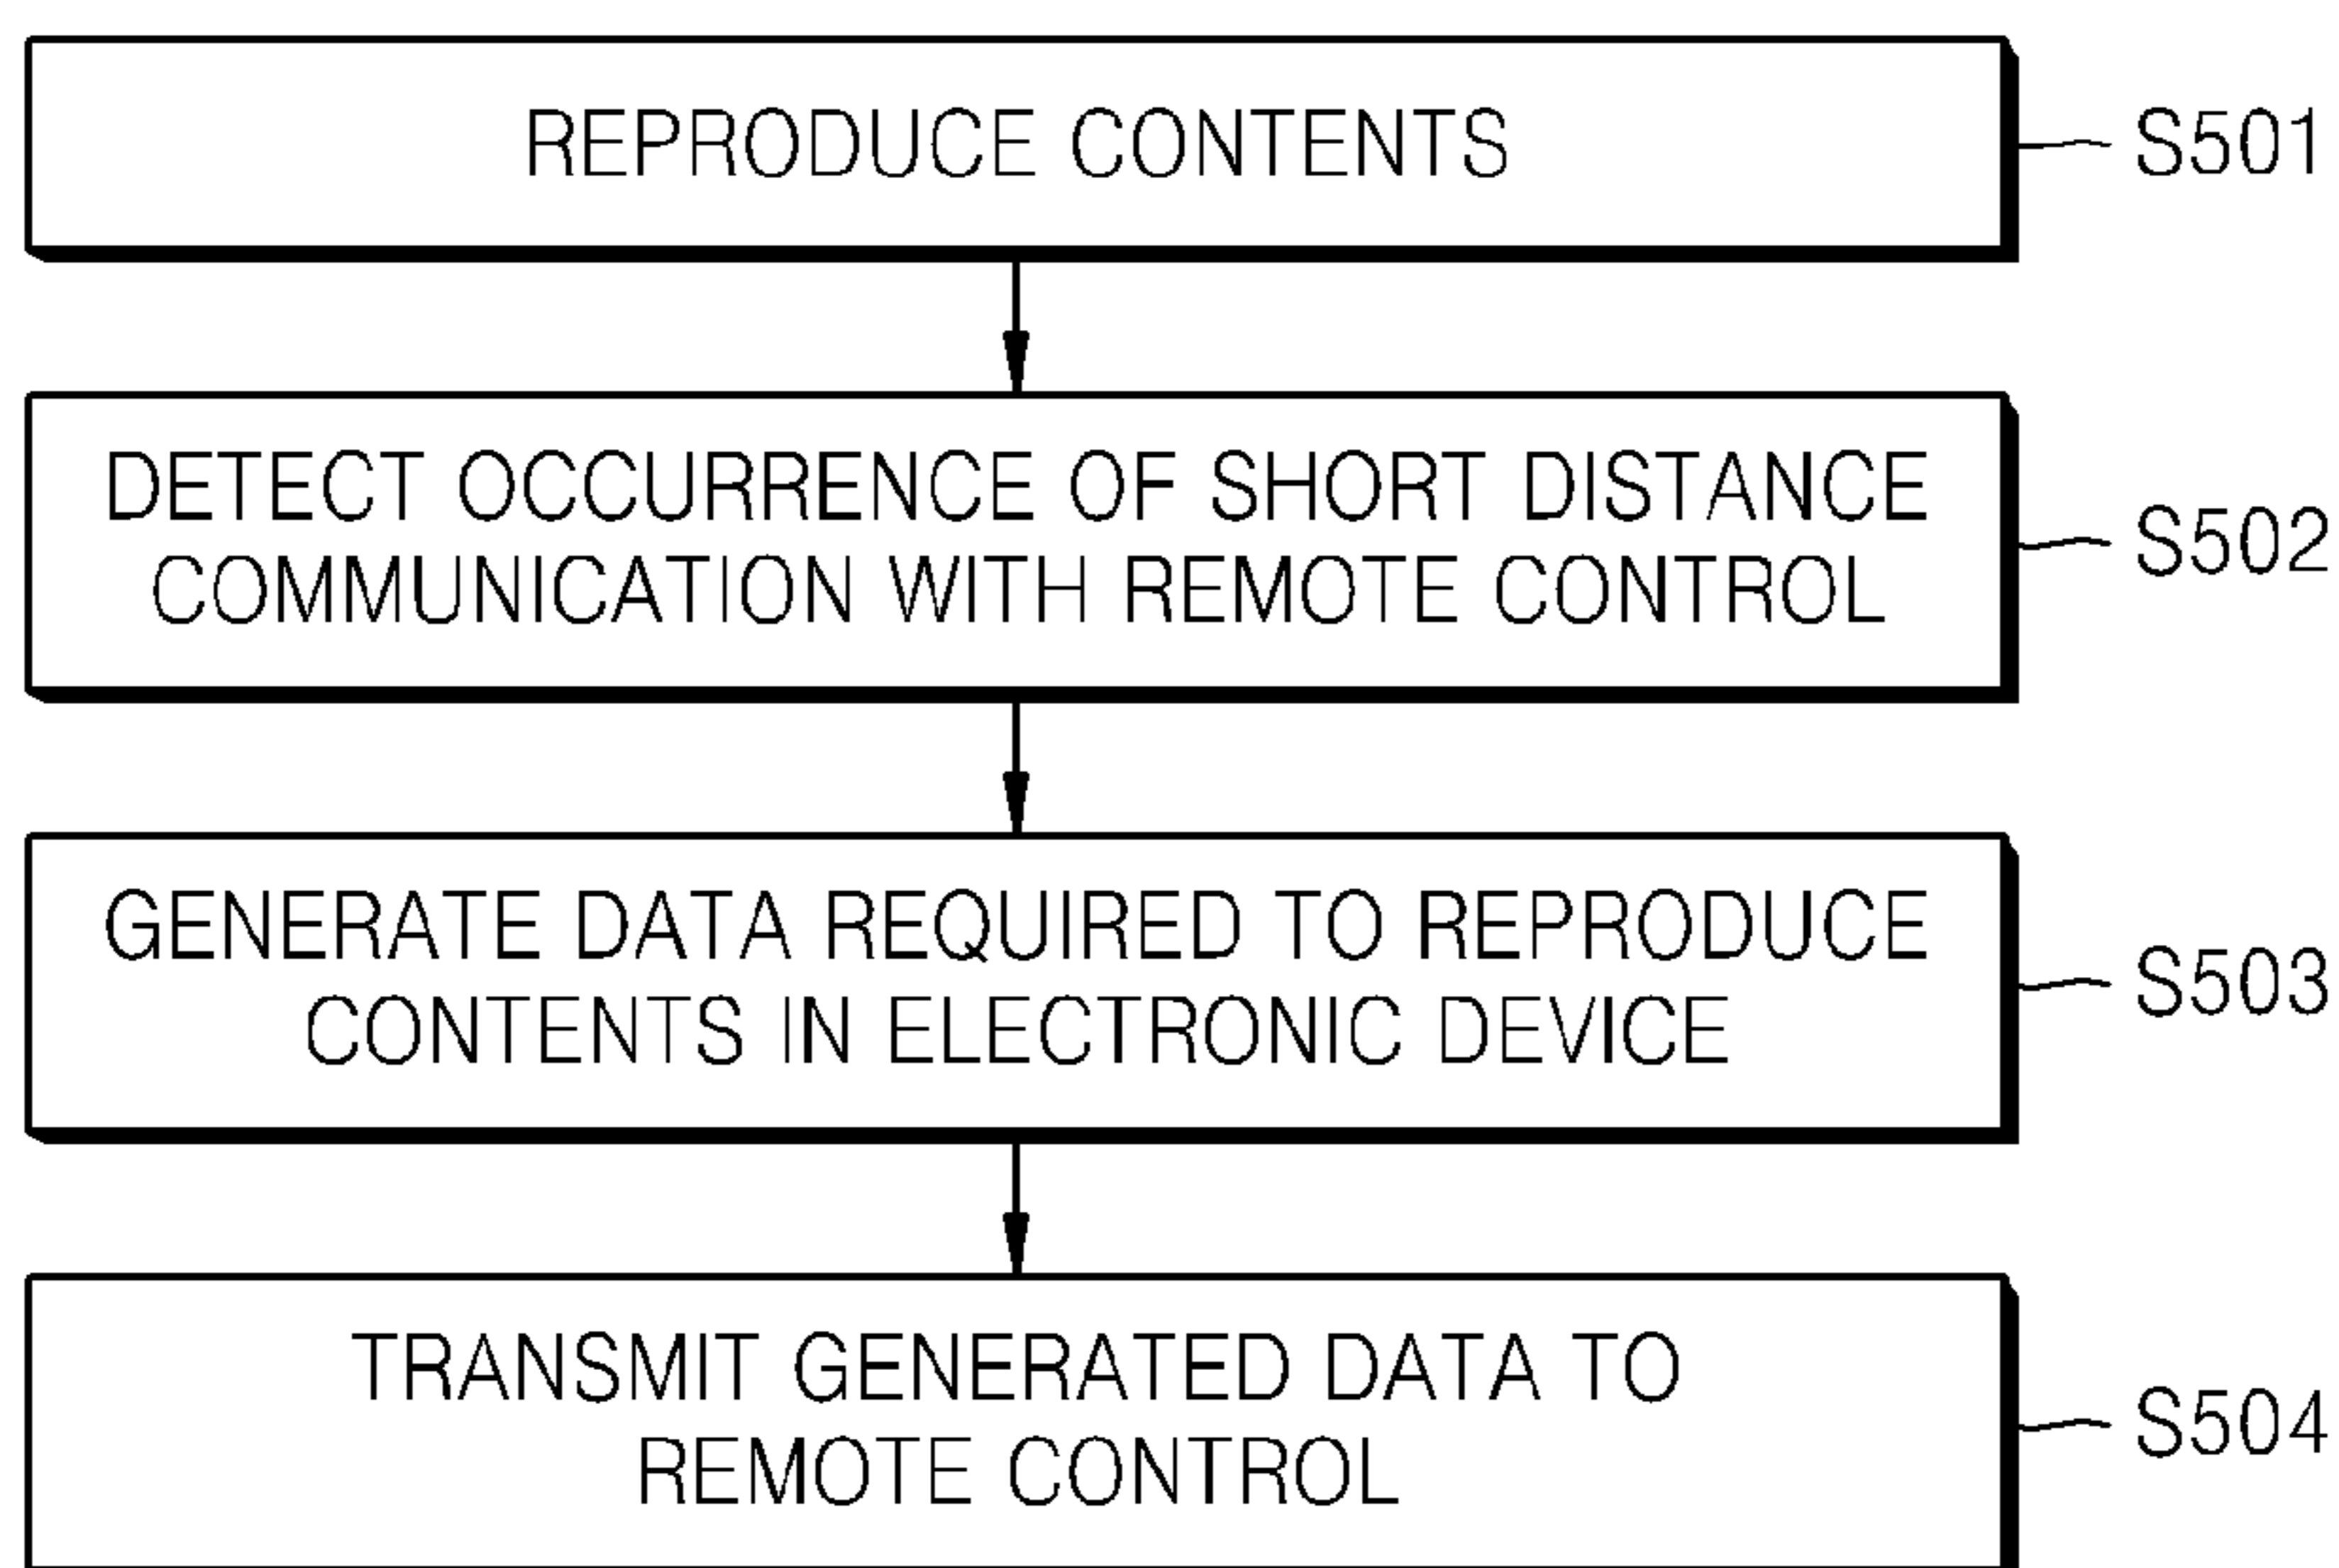 REPRODUCE CONTENTS
S501
DETECT OCCURRENCE OF SHORT DISTANCE
COMMUNICATION WITH REMOTE CONTROL
S502
GENERATE DATA REQUIRED TO REPRODUCE
CONTENTS IN ELECTRONIC DEVICE
S503
TRANSMIT GENERATED DATA TO
REMOTE CONTROL
S504